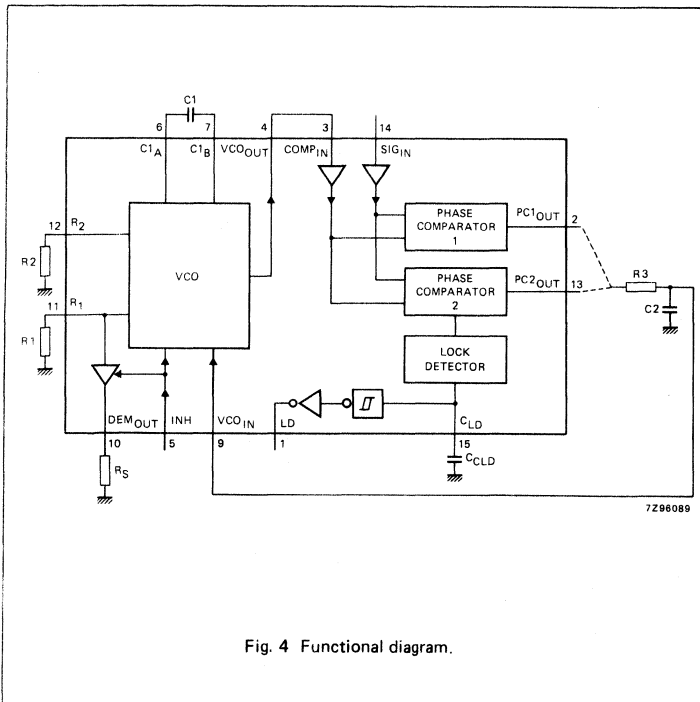 C1
6 7 4 3 14
C1A C1B VCOOUT COMPIN SIGIN
12 R2
R2
11 R1
R1
VCO
PHASE
COMPARATOR
1
PC1OUT 2
PHASE
COMPARATOR
2
PC2OUT 13
R3
C2
LOCK
DETECTOR
DEMOUT INH VCOIN LD CLD
10 5 9 1 15
RS
CCLD
7Z96089
Fig. 4 Functional diagram.